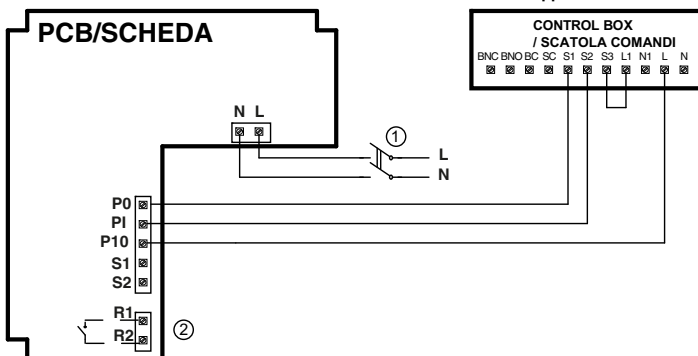 PCB/SCHEDA
CONTROL BOX
/ SCATOLA COMANDI
BNC BNO BC SC S1 S2 S3 L1 N1 L N
N L
1
L
N
P0
PI
P10
S1
S2
R1
R2
2